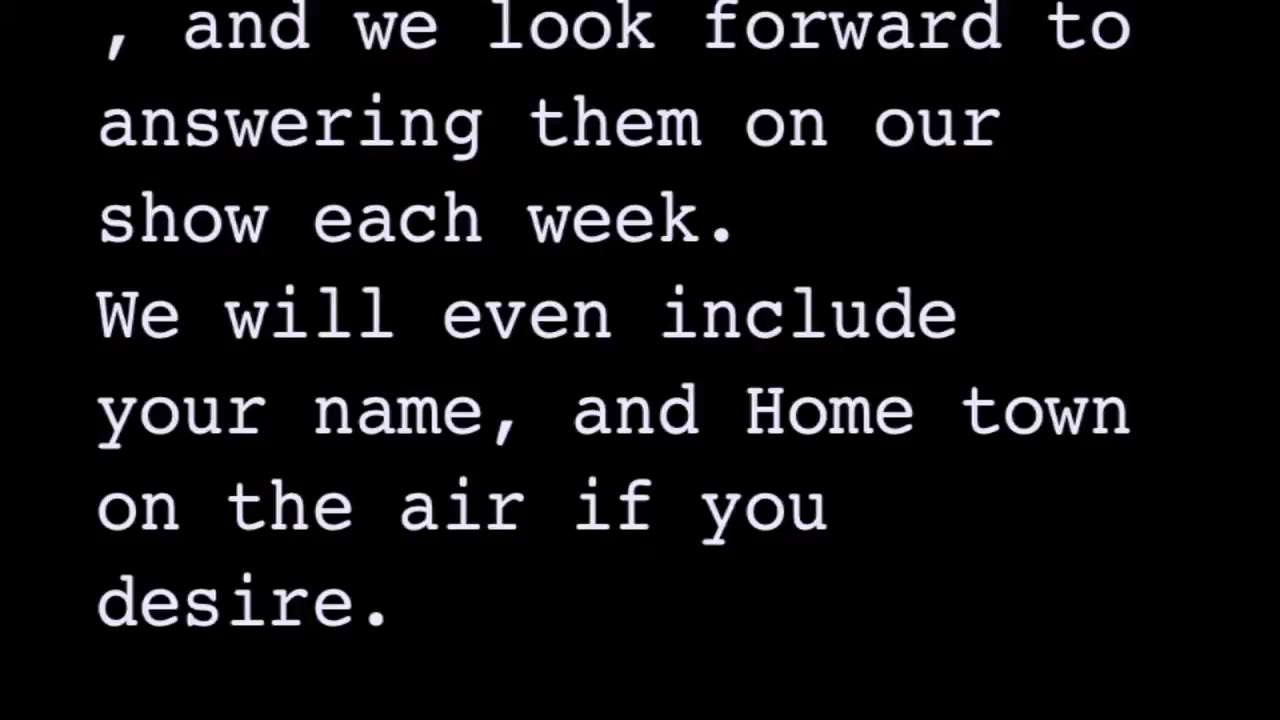 , and we look forward to
answering them on our
show each week.
We will even include
your name, and Home town
on the air if you
desire.